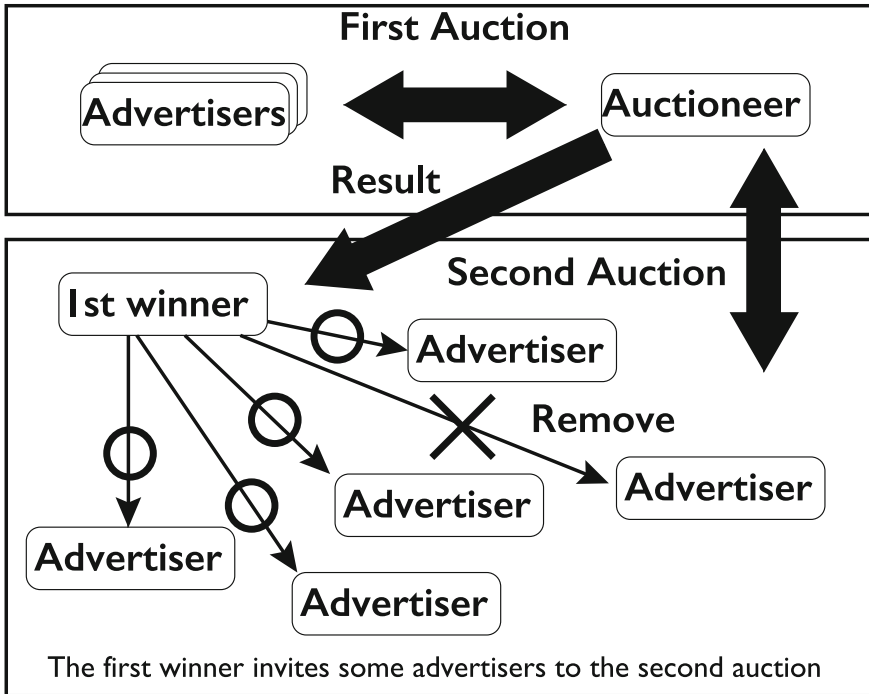 First Auction
Advertisers
Auctioneer
Result
Second Auction
1st winner
Advertiser
Remove
Advertiser
Advertiser
Advertiser
Advertiser
The first winner invites some advertisers to the second auction